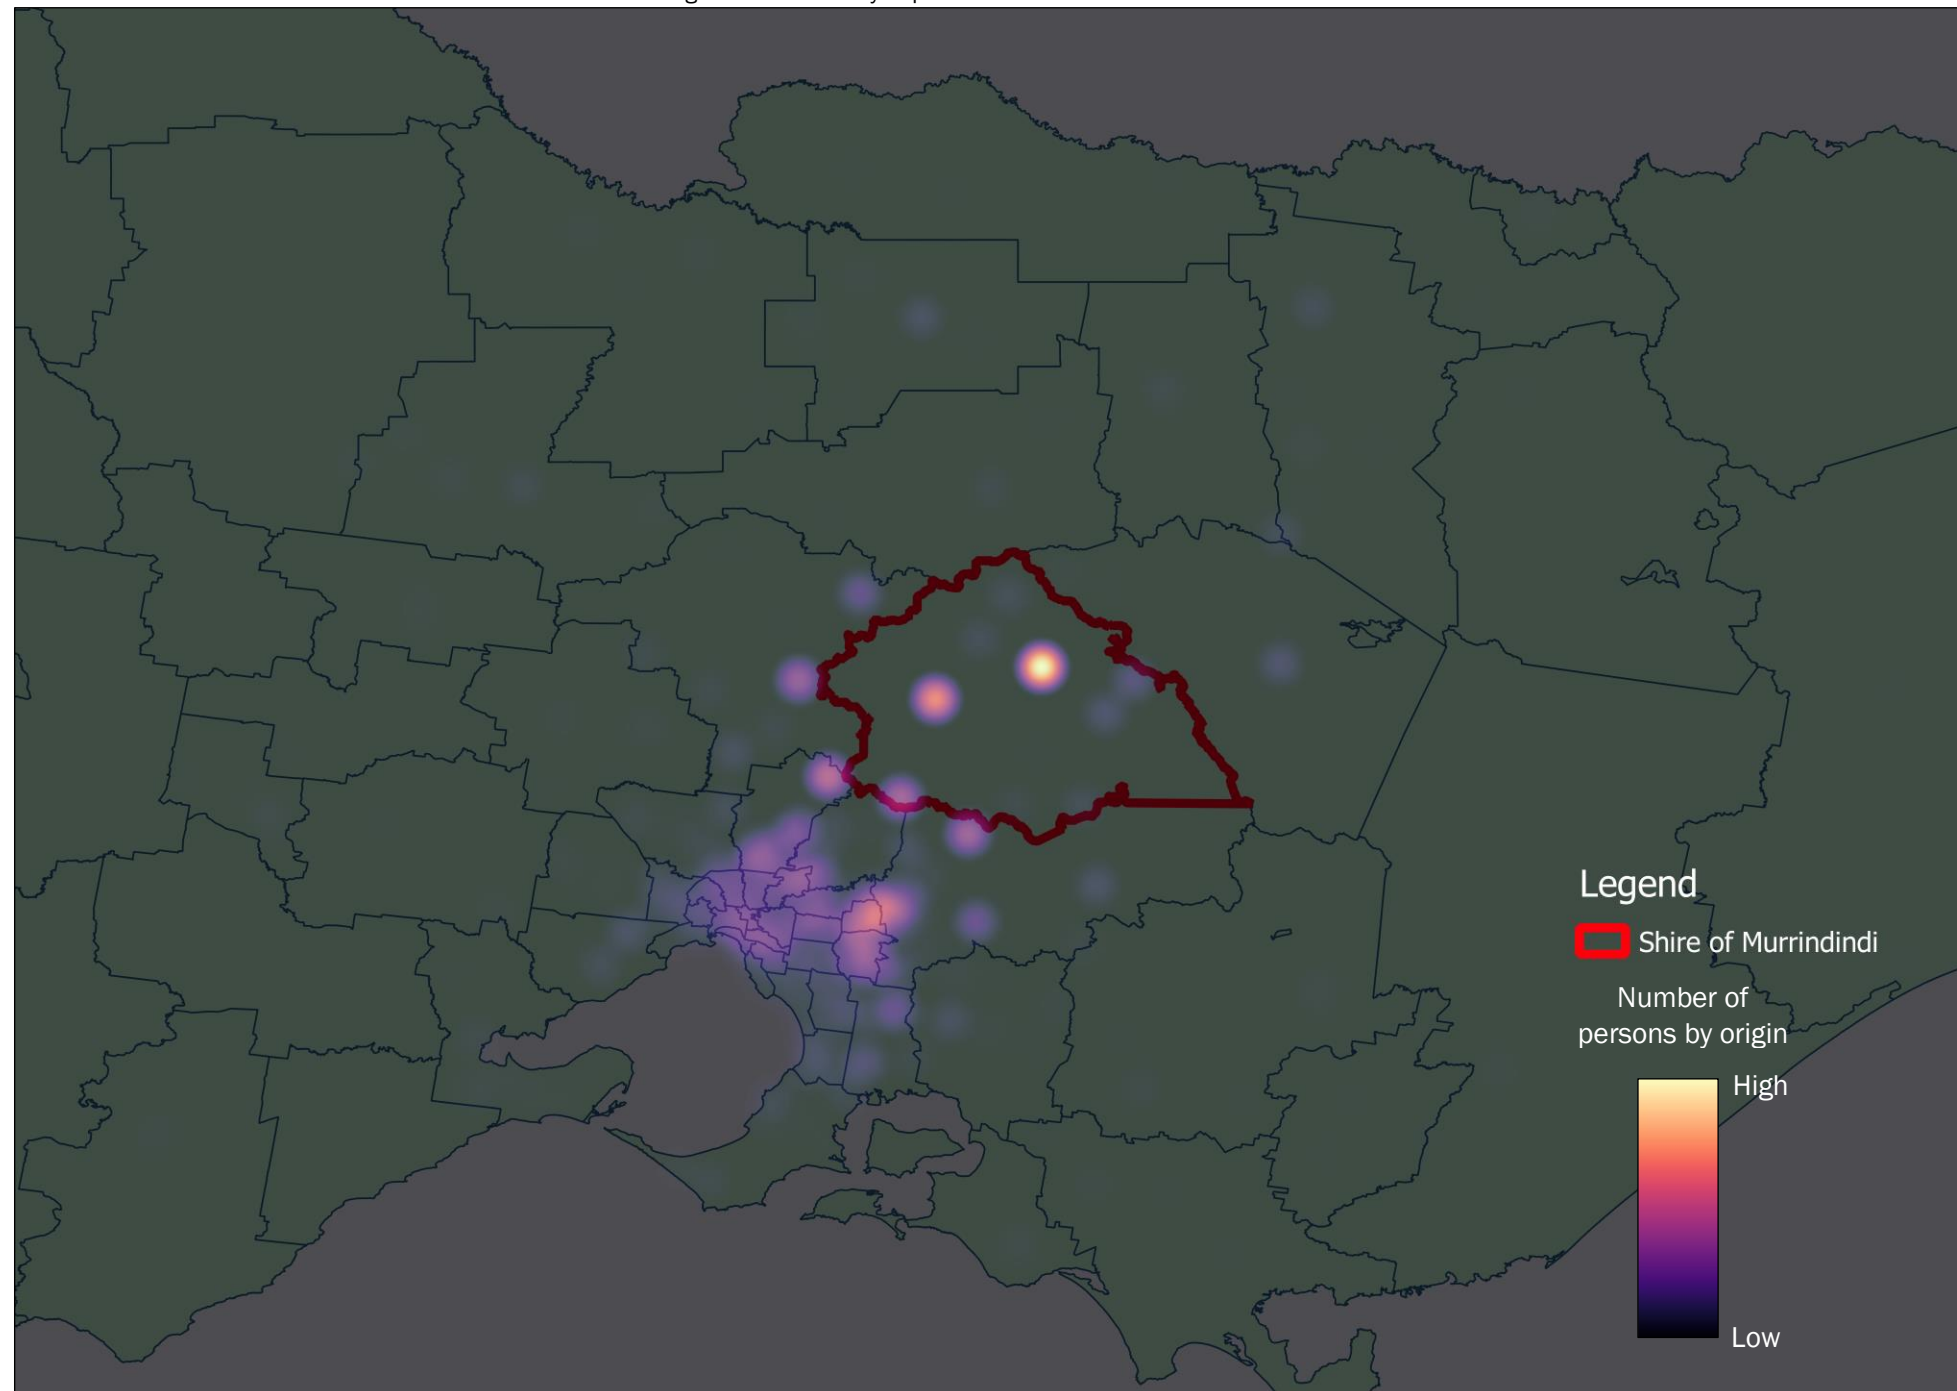 Legend
Shire of Murrindindi
Number of
persons by origin
High
Low